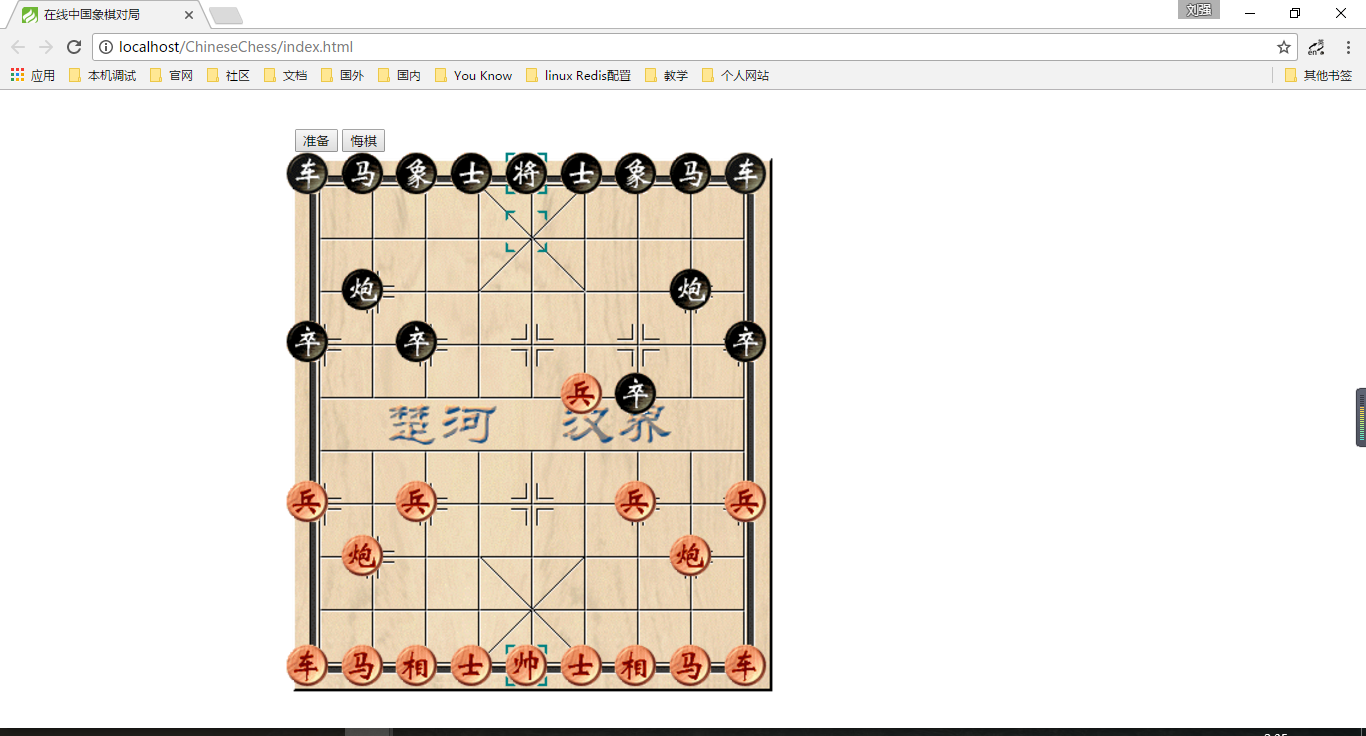 在线中国象棋对局
刘强
localhost/ChineseChess/index.html
应用 本机调试 官网 社区 文档 国外 国内 You Know linux Redis配置 教学 个人网站 其他书签
准备 悔棋
车 马 象 士 将 士 象 马 车
炮 炮
卒 卒 卒
兵 卒
楚河 汉界
兵 兵 兵 兵
炮 炮
车 马 相 士 帅 士 相 马 车